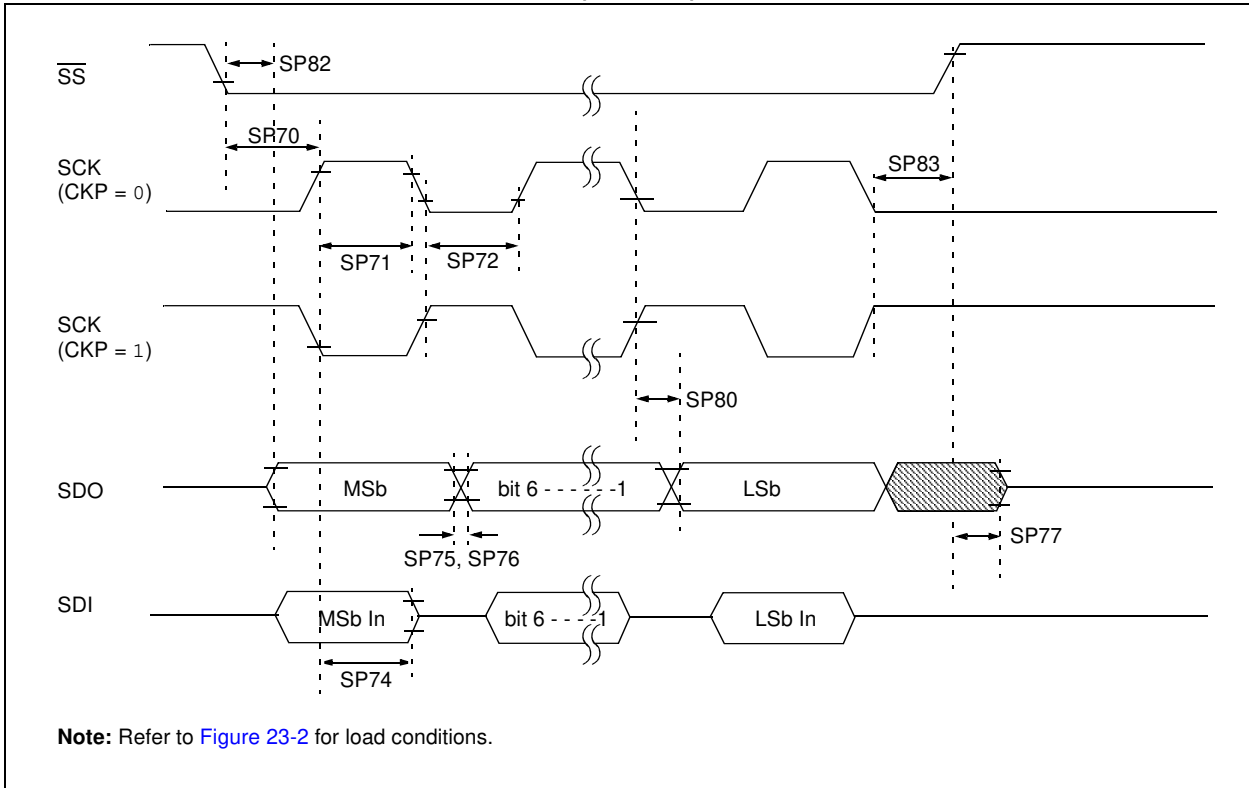 SS
SP82
SP70
SCK
(CKP = 0)
SP83
SP71
SP72
SCK
(CKP = 1)
SP80
SDO
MSb
bit 6 - - - - - -1
LSb
SP77
SP75, SP76
SDI
MSb In
bit 6 - - - -1
LSb In
SP74
Note: Refer to Figure 23-2 for load conditions.